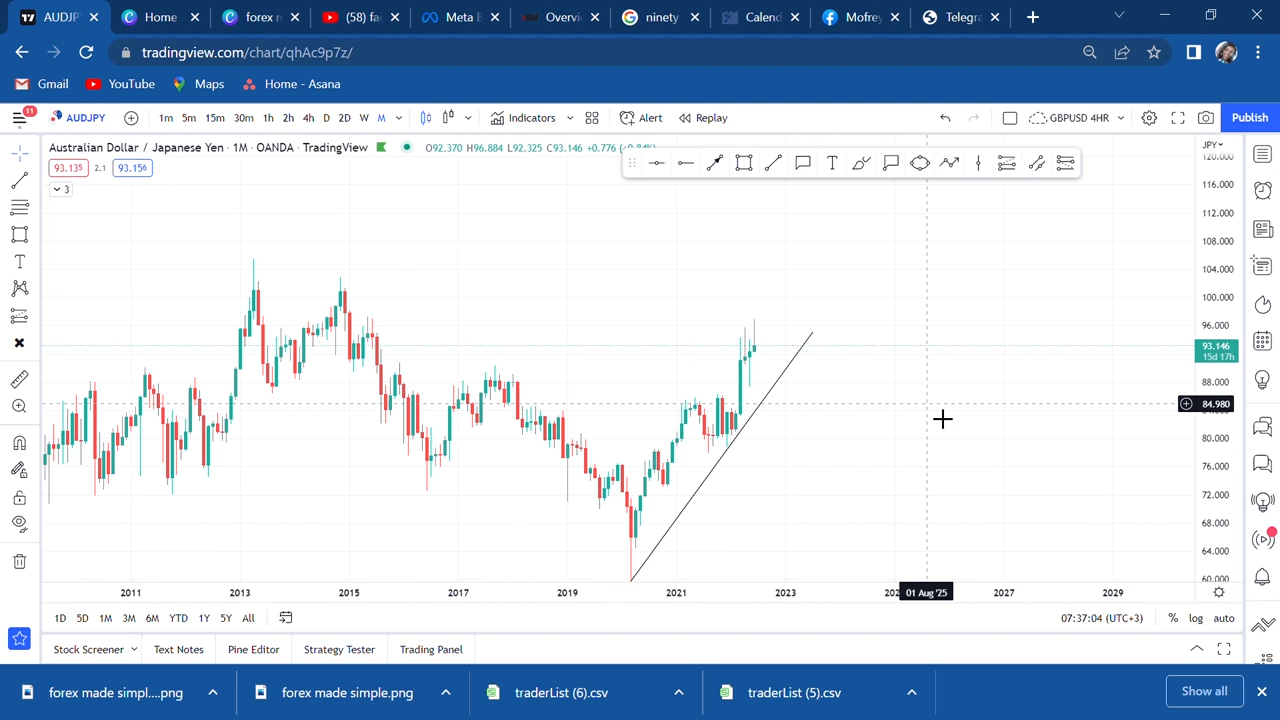 AUDJP
Home
forex m
(58) fa
Meta B
Overvi
ninety
Calend
Mofrey
Telegra
tradingview.com/chart/qhAc9p7z/
Gmail
YouTube
Maps
Home - Asana
11
AUDJPY
1m 5m 15m 30m 1h 2h 4h D 2D W M
Indicators
Alert
Replay
GBPUSD 4HR
Publish
Australian Dollar / Japanese Yen · 1M · OANDA · TradingView
O92.370 H96.884 L92.325 C93.146 +0.776 (+0.84%)
93.135 2.1 93.156
3
JPY
120.000
116.000
112.000
108.000
104.000
100.000
96.000
93.146
15d 17h
88.000
84.980
80.000
76.000
72.000
68.000
64.000
60.000
2011 2013 2015 2017 2019 2021 2023 01 Aug '25 2027 2029
1D 5D 1M 3M 6M YTD 1Y 5Y All
07:37:04 (UTC+3)
% log auto
Stock Screener
Text Notes
Pine Editor
Strategy Tester
Trading Panel
forex made simpl....png
forex made simple.png
traderList (6).csv
traderList (5).csv
Show all